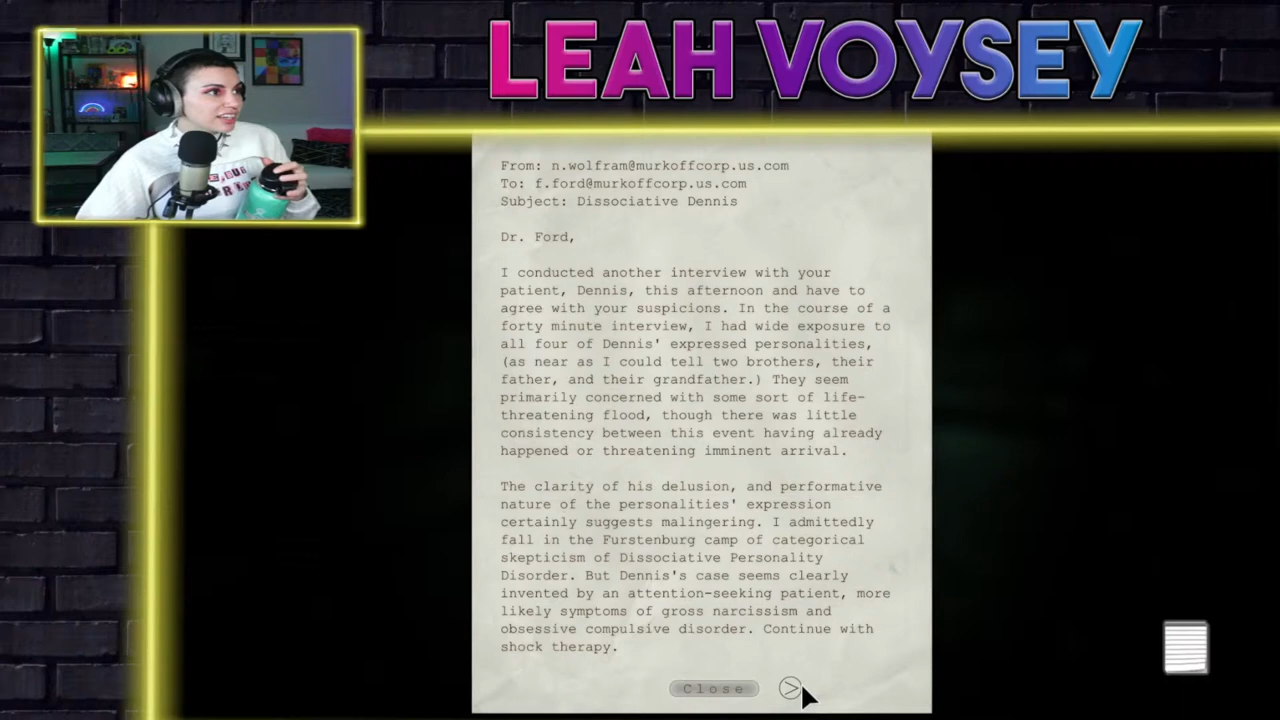 LEAH VOYSEY
From: n.wolfram@murkoffcorp.us.com
To: f.ford@murkoffcorp.us.com
Subject: Dissociative Dennis
Dr. Ford,
I conducted another interview with your
patient, Dennis, this afternoon and have to
agree with your suspicions. In the course of a
forty minute interview, I had wide exposure to
all four of Dennis' expressed personalities,
(as near as I could tell two brothers, their
father, and their grandfather.) They seem
primarily concerned with some sort of life-
threatening flood, though there was little
consistency between this event having already
happened or threatening imminent arrival.
The clarity of his delusion, and performative
nature of the personalities' expression
certainly suggests malingering. I admittedly
fall in the Furstenburg camp of categorical
skepticism of Dissociative Personality
Disorder. But Dennis's case seems clearly
invented by an attention-seeking patient, more
likely symptoms of gross narcissism and
obsessive compulsive disorder. Continue with
shock therapy.
Close >